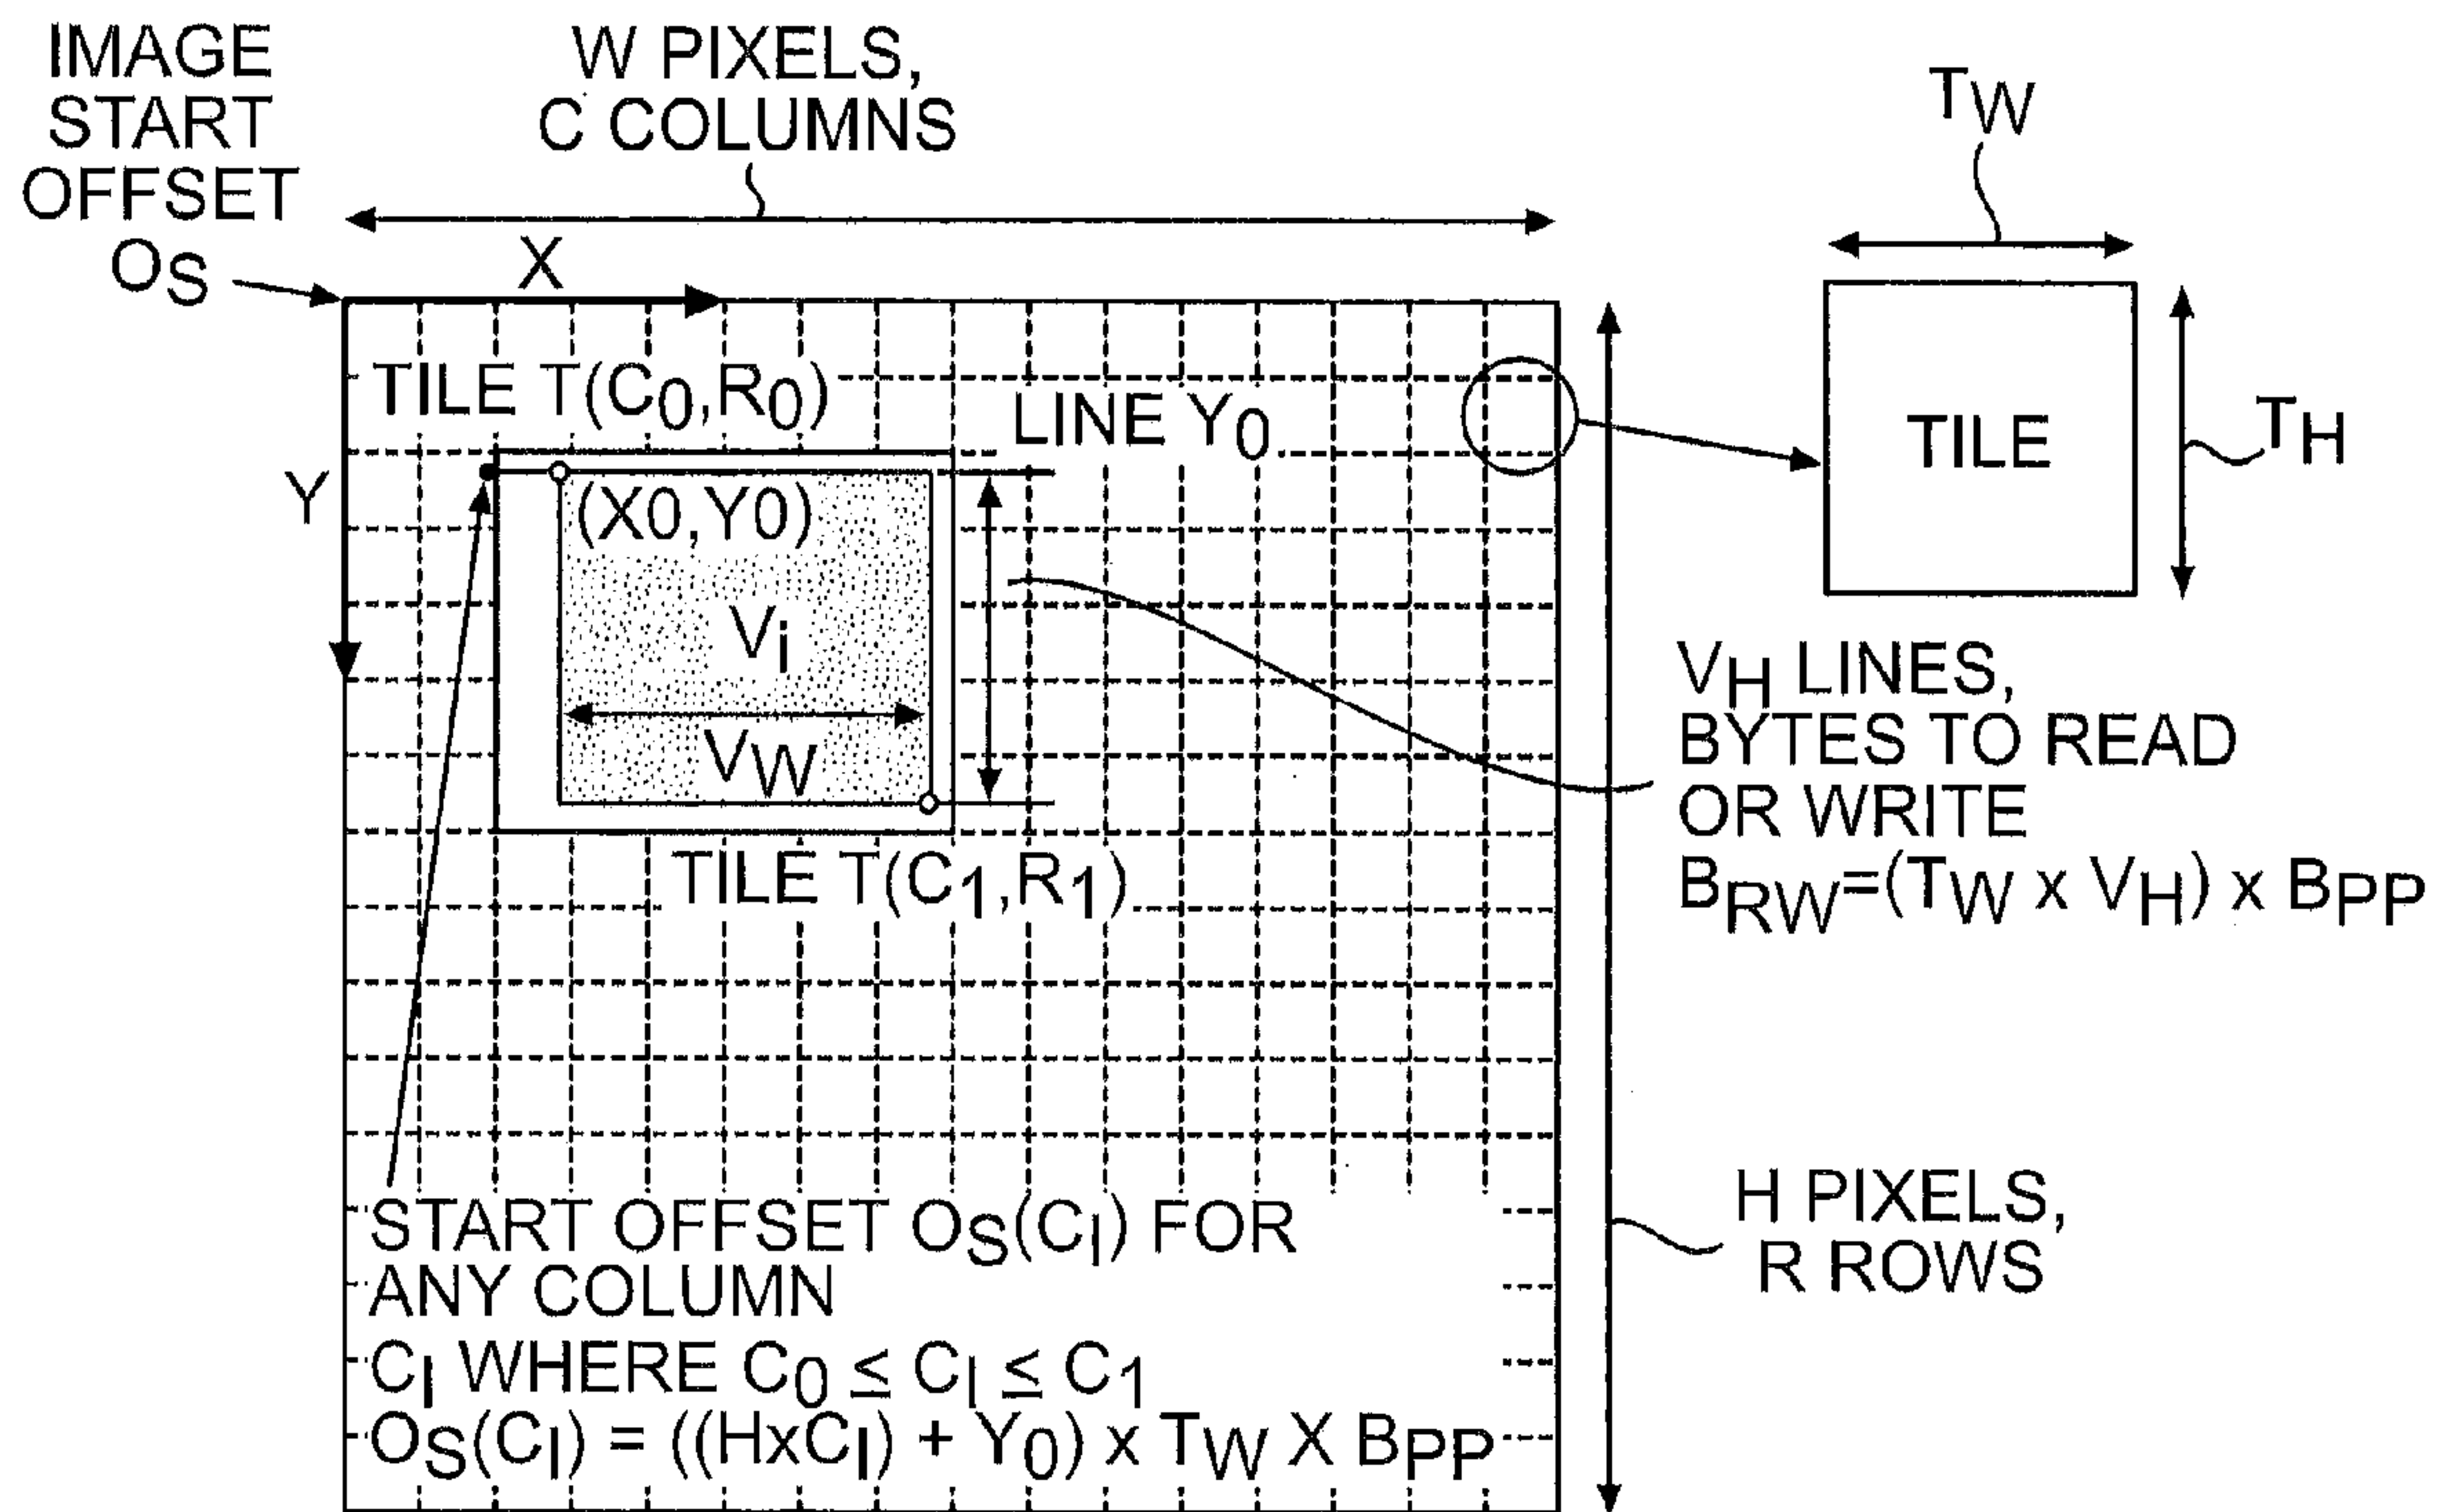 IMAGE
START
OFFSET
OS
W PIXELS,
C COLUMNS
TW
X
Y
TILE T(C0,R0)
LINE Y0
TILE
TH
(X0,Y0)
Vi
VW
VH LINES,
BYTES TO READ
OR WRITE
BRW=(TW x VH) x BPP
TILE T(C1,R1)
H PIXELS,
R ROWS
START OFFSET OS(CI) FOR
ANY COLUMN
CI WHERE C0 ≤ CI ≤ C1
OS(CI) = ((HxCI) + Y0) x TW X BPP